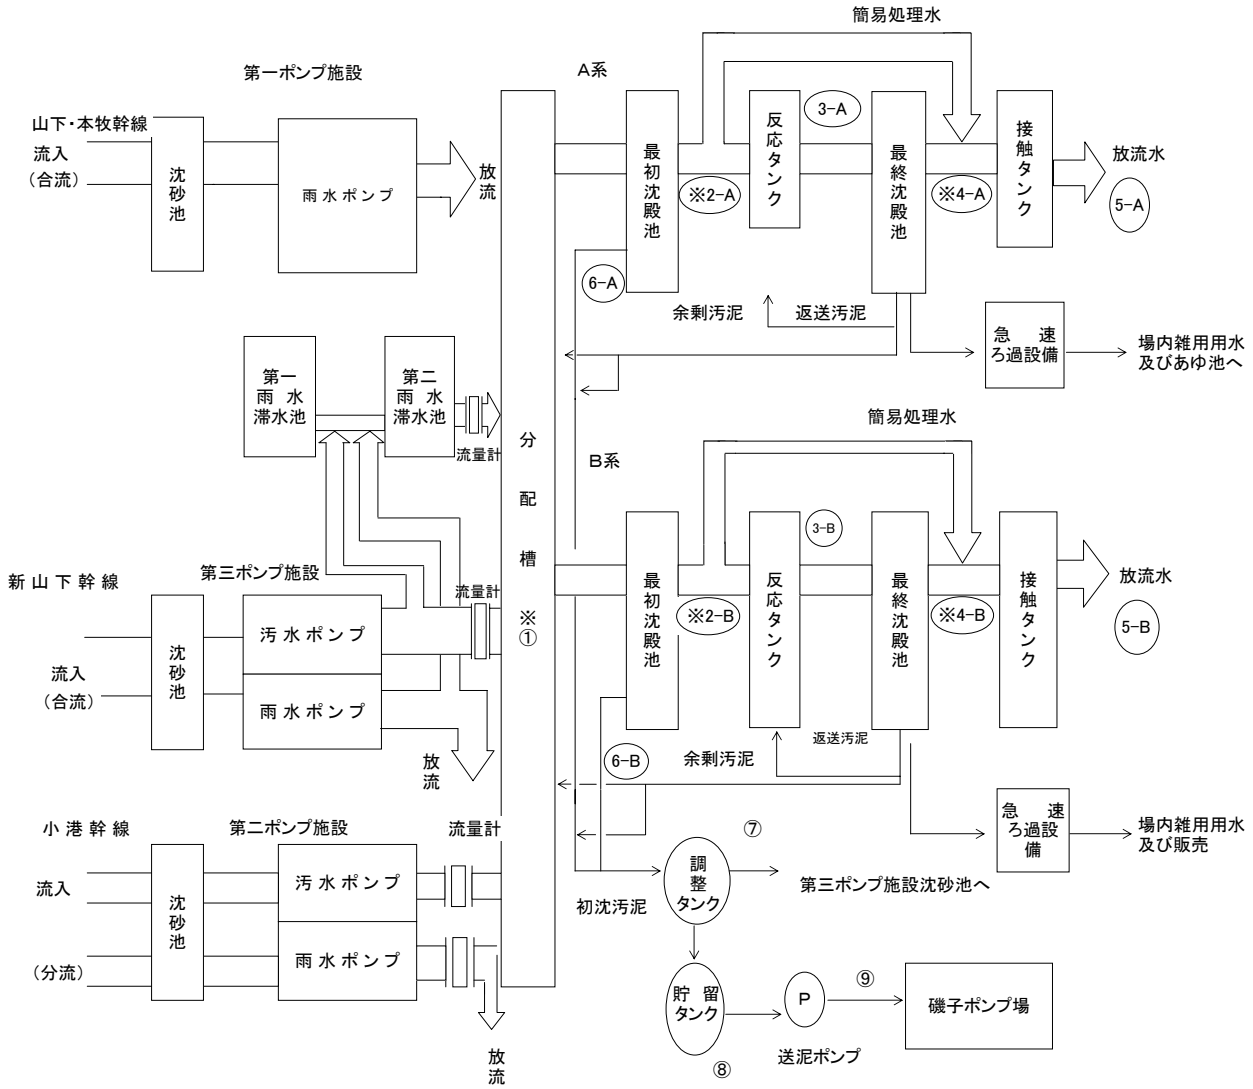 簡易処理水
第一ポンプ施設
A系
山下・本牧幹線
流入
(合流)
沈砂池
雨水ポンプ
放流
最初沈殿池
※2-A
反応タンク
3-A
最終沈殿池
※4-A
接触タンク
放流水
5-A
6-A
余剰汚泥
返送汚泥
急　速
ろ過設備
場内雑用用水
及びあゆ池へ
第一
雨水
滞水池
第二
雨水
滞水池
流量計
分配槽 ※①
簡易処理水
B系
新山下幹線
第三ポンプ施設
流量計
流入
(合流)
沈砂池
汚水ポンプ
雨水ポンプ
放流
最初沈殿池
※2-B
反応タンク
3-B
最終沈殿池
※4-B
接触タンク
放流水
5-B
6-B
余剰汚泥
返送汚泥
急　速
ろ過設
備
場内雑用用水
及び販売
小港幹線
第二ポンプ施設
流量計
流入
(分流)
沈砂池
汚水ポンプ
雨水ポンプ
放流
初沈汚泥
調
整
タンク
⑦
第三ポンプ施設沈砂池へ
貯留
タンク
⑧
P
送泥ポンプ
⑨
磯子ポンプ場